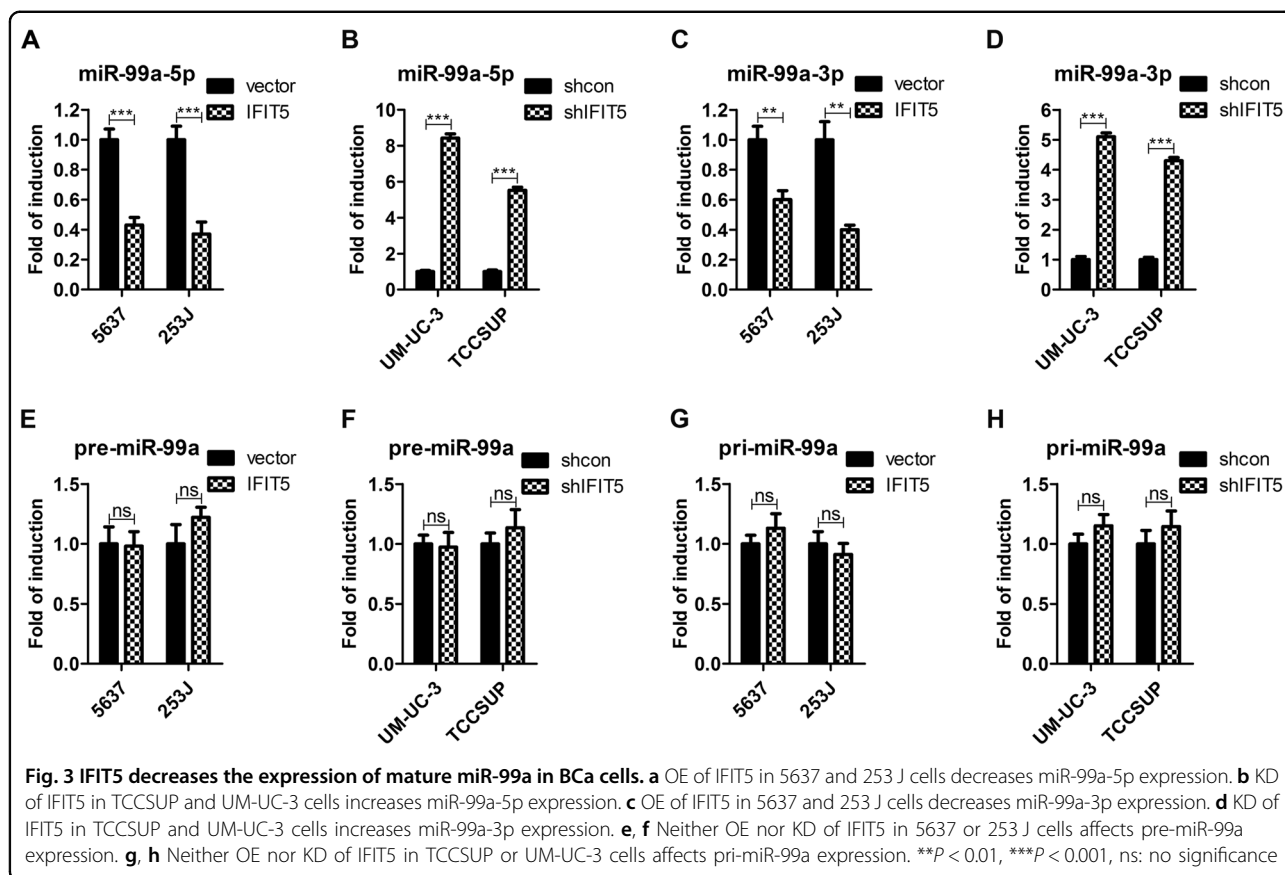 A
miR-99a-5p
vector
IFIT5
Fold of induction
1.2
1.0
0.8
0.6
0.4
0.2
0.0
***
***
5637
253J
B
miR-99a-5p
shcon
shIFIT5
Fold of induction
10
8
6
4
2
0
***
***
UM-UC-3
TCCSUP
C
miR-99a-3p
vector
IFIT5
Fold of induction
1.2
1.0
0.8
0.6
0.4
0.2
0.0
**
**
5637
253J
D
miR-99a-3p
shcon
shIFIT5
Fold of induction
6
5
4
3
2
1
0
***
***
UM-UC-3
TCCSUP
E
pre-miR-99a
vector
IFIT5
Fold of induction
1.5
1.0
0.5
0.0
ns
ns
5637
253J
F
pre-miR-99a
shcon
shIFIT5
Fold of induction
1.5
1.0
0.5
0.0
ns
ns
UM-UC-3
TCCSUP
G
pri-miR-99a
vector
IFIT5
Fold of induction
1.5
1.0
0.5
0.0
ns
ns
5637
253J
H
pri-miR-99a
shcon
shIFIT5
Fold of induction
1.5
1.0
0.5
0.0
ns
ns
UM-UC-3
TCCSUP
Fig. 3 IFIT5 decreases the expression of mature miR-99a in BCa cells. a OE of IFIT5 in 5637 and 253 J cells decreases miR-99a-5p expression. b KD
of IFIT5 in TCCSUP and UM-UC-3 cells increases miR-99a-5p expression. c OE of IFIT5 in 5637 and 253 J cells decreases miR-99a-3p expression. d KD of
IFIT5 in TCCSUP and UM-UC-3 cells increases miR-99a-3p expression. e, f Neither OE nor KD of IFIT5 in 5637 or 253 J cells affects pre-miR-99a
expression. g, h Neither OE nor KD of IFIT5 in TCCSUP or UM-UC-3 cells affects pri-miR-99a expression. **P < 0.01, ***P < 0.001, ns: no significance